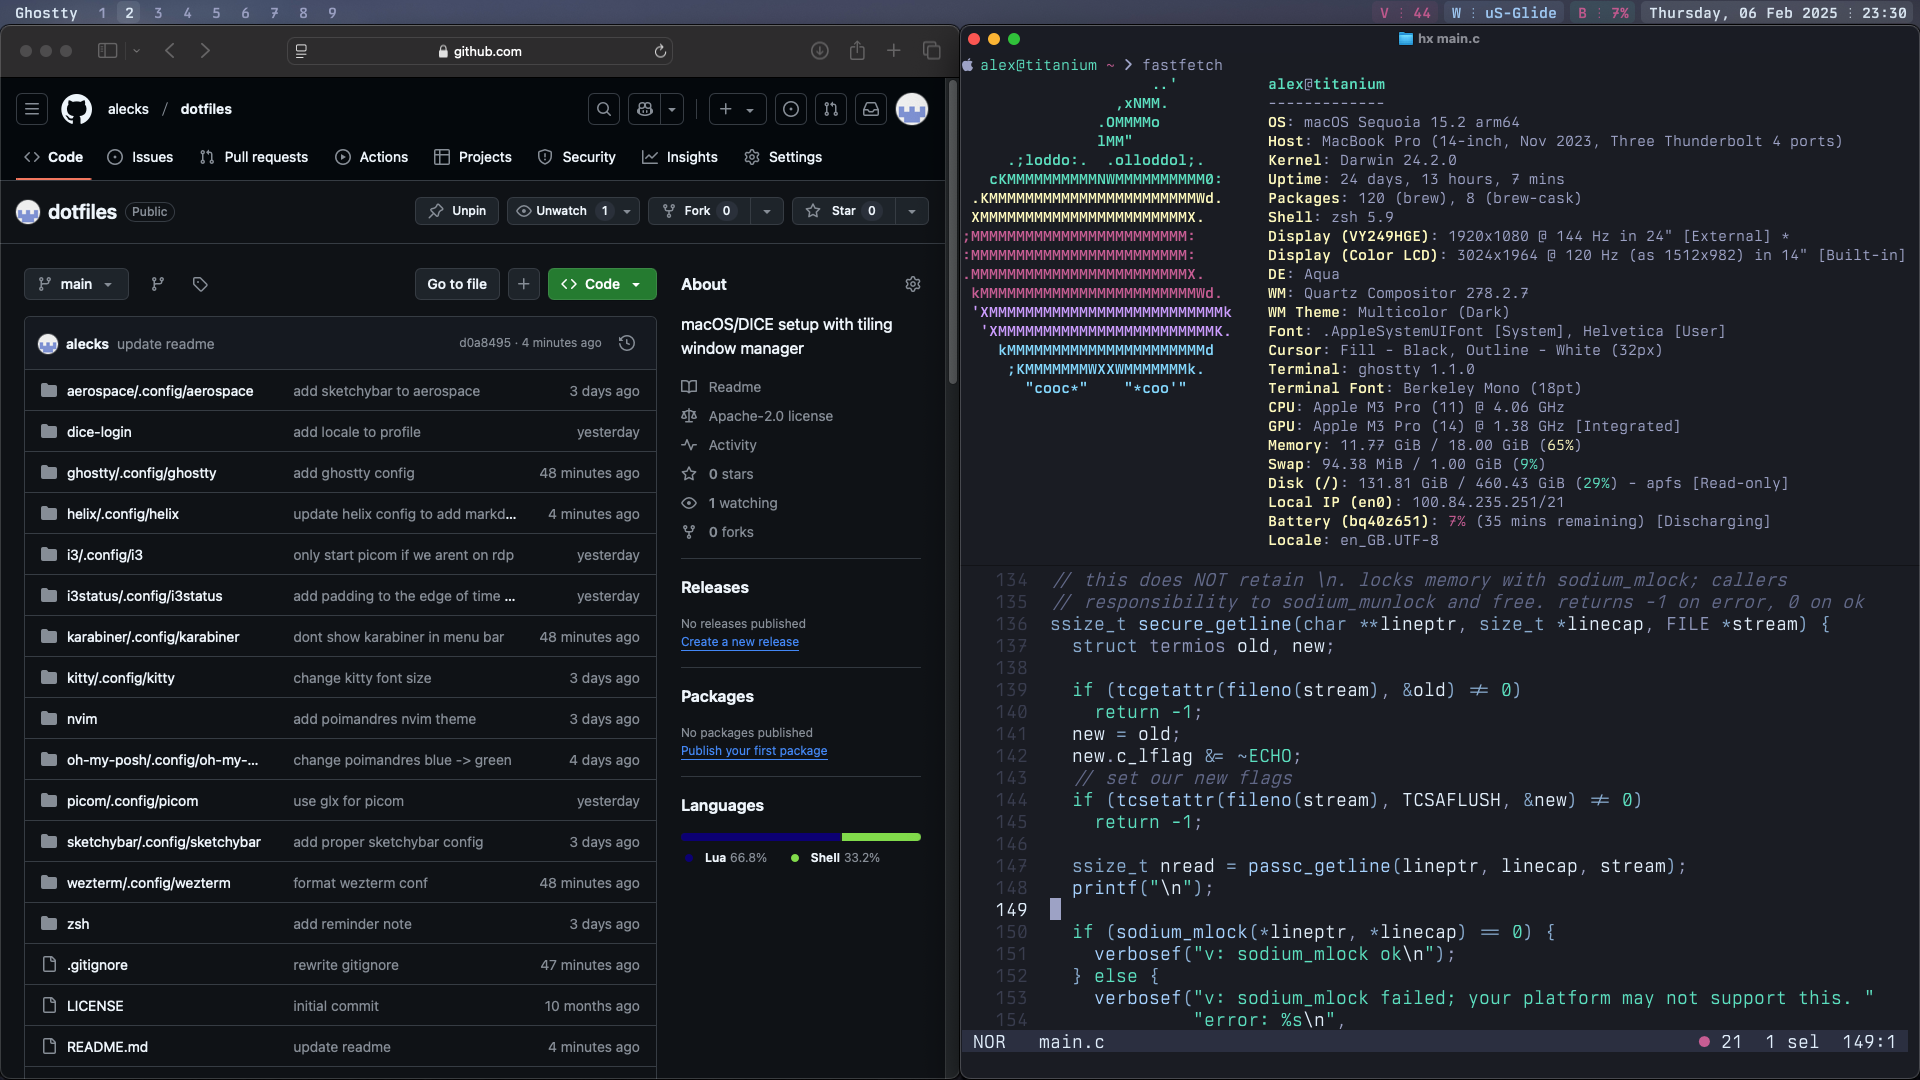 Ghostty 1 2 3 4 5 6 7 8 9
V : 44 W : uS-Glide B : 7% Thursday, 06 Feb 2025 : 23:30
github.com
alecks / dotfiles
Code Issues Pull requests Actions Projects Security Insights Settings
dotfiles Public
Unpin Unwatch 1 Fork 0 Star 0
main Go to file Code
alecks update readme d0a8495 · 4 minutes ago
aerospace/.config/aerospace add sketchybar to aerospace 3 days ago
dice-login add locale to profile yesterday
ghostty/.config/ghostty add ghostty config 48 minutes ago
helix/.config/helix update helix config to add markd... 4 minutes ago
i3/.config/i3 only start picom if we arent on rdp yesterday
i3status/.config/i3status add padding to the edge of time ... yesterday
karabiner/.config/karabiner dont show karabiner in menu bar 48 minutes ago
kitty/.config/kitty change kitty font size 3 days ago
nvim add poimandres nvim theme 3 days ago
oh-my-posh/.config/oh-my-... change poimandres blue -> green 4 days ago
picom/.config/picom use glx for picom yesterday
sketchybar/.config/sketchybar add proper sketchybar config 3 days ago
wezterm/.config/wezterm format wezterm conf 48 minutes ago
zsh add reminder note 3 days ago
.gitignore rewrite gitignore 47 minutes ago
LICENSE initial commit 10 months ago
README.md update readme 4 minutes ago
About
macOS/DICE setup with tiling
window manager
Readme
Apache-2.0 license
Activity
0 stars
1 watching
0 forks
Releases
No releases published
Create a new release
Packages
No packages published
Publish your first package
Languages
Lua 66.8% Shell 33.2%
hx main.c
alex@titanium ~ > fastfetch
..'
,xNMM.
.OMMMMo
lMM"
.;loddo:. .olloddol;.
cKMMMMMMMMMMNWMMMMMMMMMM0:
.KMMMMMMMMMMMMMMMMMMMMMMMWd.
XMMMMMMMMMMMMMMMMMMMMMMMX.
;MMMMMMMMMMMMMMMMMMMMMMMM:
:MMMMMMMMMMMMMMMMMMMMMMMM:
.MMMMMMMMMMMMMMMMMMMMMMMMX.
kMMMMMMMMMMMMMMMMMMMMMMMMWd.
'XMMMMMMMMMMMMMMMMMMMMMMMMMMk
'XMMMMMMMMMMMMMMMMMMMMMMMMK.
kMMMMMMMMMMMMMMMMMMMMMMd
;KMMMMMMMWXXWMMMMMMMk.
"cooc*" "*coo'"
alex@titanium
-------------
OS: macOS Sequoia 15.2 arm64
Host: MacBook Pro (14-inch, Nov 2023, Three Thunderbolt 4 ports)
Kernel: Darwin 24.2.0
Uptime: 24 days, 13 hours, 7 mins
Packages: 120 (brew), 8 (brew-cask)
Shell: zsh 5.9
Display (VY249HGE): 1920x1080 @ 144 Hz in 24" [External] *
Display (Color LCD): 3024x1964 @ 120 Hz (as 1512x982) in 14" [Built-in]
DE: Aqua
WM: Quartz Compositor 278.2.7
WM Theme: Multicolor (Dark)
Font: .AppleSystemUIFont [System], Helvetica [User]
Cursor: Fill - Black, Outline - White (32px)
Terminal: ghostty 1.1.0
Terminal Font: Berkeley Mono (18pt)
CPU: Apple M3 Pro (11) @ 4.06 GHz
GPU: Apple M3 Pro (14) @ 1.38 GHz [Integrated]
Memory: 11.77 GiB / 18.00 GiB (65%)
Swap: 94.38 MiB / 1.00 GiB (9%)
Disk (/): 131.81 GiB / 460.43 GiB (29%) - apfs [Read-only]
Local IP (en0): 100.84.235.251/21
Battery (bq40z651): 7% (35 mins remaining) [Discharging]
Locale: en_GB.UTF-8
134 // this does NOT retain \n. locks memory with sodium_mlock; callers
135 // responsibility to sodium_munlock and free. returns -1 on error, 0 on ok
136 ssize_t secure_getline(char **lineptr, size_t *linecap, FILE *stream) {
137 struct termios old, new;
138
139 if (tcgetattr(fileno(stream), &old) != 0)
140 return -1;
141 new = old;
142 new.c_lflag &= ~ECHO;
143 // set our new flags
144 if (tcsetattr(fileno(stream), TCSAFLUSH, &new) != 0)
145 return -1;
146
147 ssize_t nread = passc_getline(lineptr, linecap, stream);
148 printf("\n");
149
150 if (sodium_mlock(*lineptr, *linecap) == 0) {
151 verbosef("v: sodium_mlock ok\n");
152 } else {
153 verbosef("v: sodium_mlock failed; your platform may not support this. "
154 "error: %s\n",
NOR main.c 21 1 sel 149:1